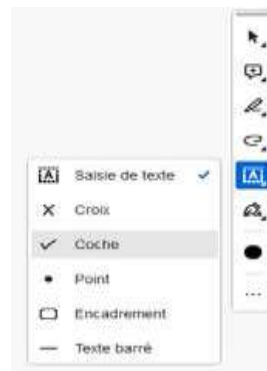 Saisie de texte
Croix
Coche
Point
Encadrement
Texte barré